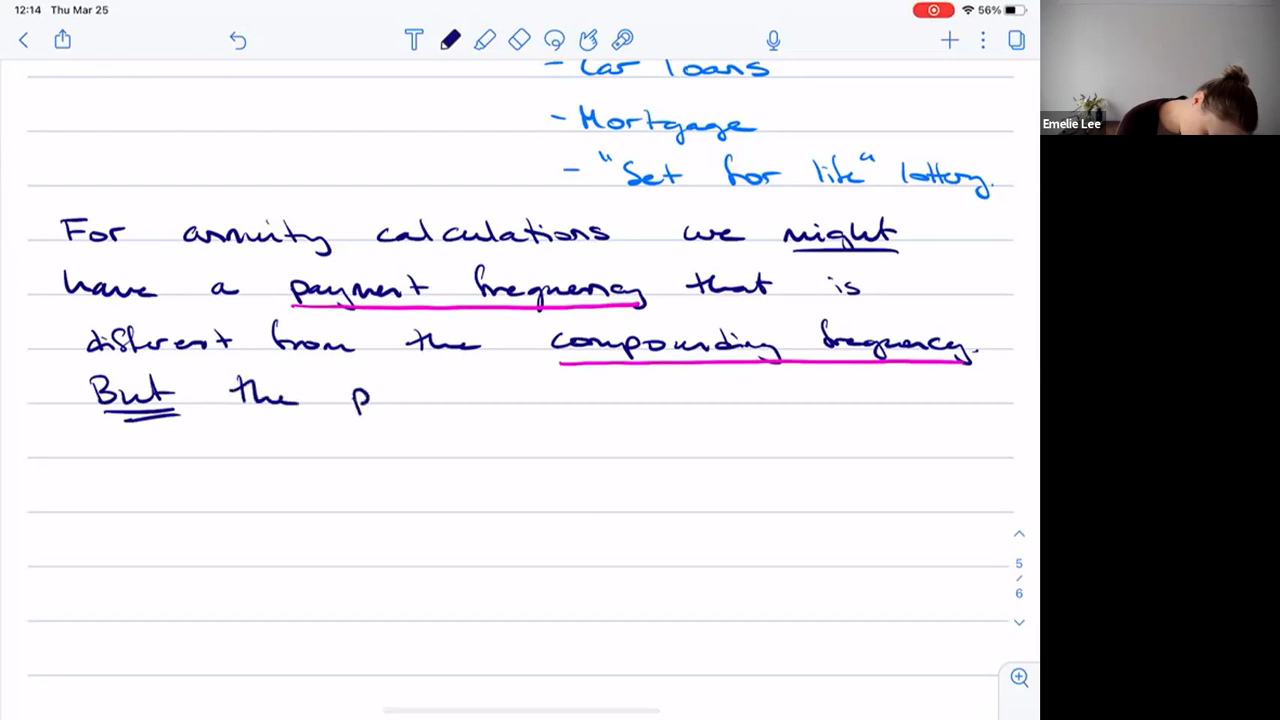 12:14 Thu Mar 25
56%
- Car loans
- Mortgage
- "Set for life" lottery.
For annuity calculations we might
have a payment frequency that is
different from the compounding frequency.
But the p
5
/
6
Emelie Lee